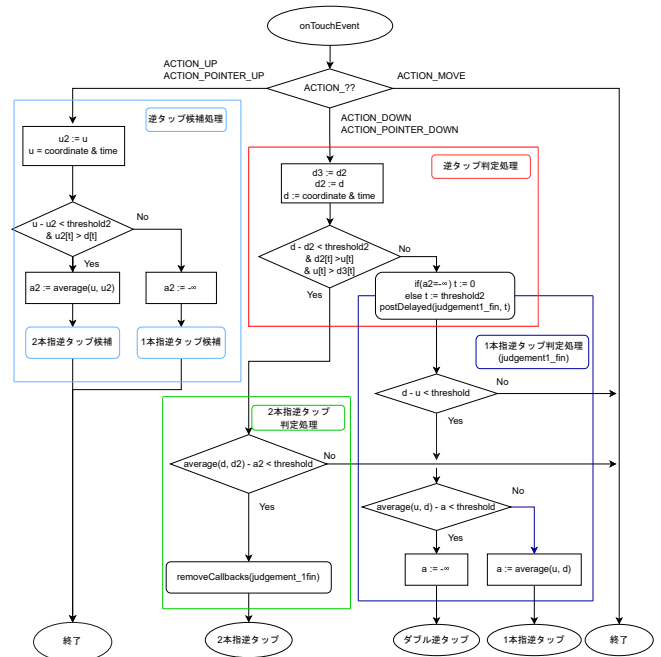 onTouchEvent
ACTION_UP
ACTION_POINTER_UP
ACTION_??
ACTION_MOVE
ACTION_DOWN
ACTION_POINTER_DOWN
逆タップ候補処理
u2 := u
u = coordinate & time
u - u2 < threshold2
& u2[t] > d[t]
No
Yes
a2 := average(u, u2)
a2 := -∞
2本指逆タップ候補
1本指逆タップ候補
逆タップ判定処理
d3 := d2
d2 := d
d := coordinate & time
d - d2 < threshold2
& d2[t] >u[t]
& u[t] > d3[t]
No
Yes
if(a2=-∞) t := 0
else t := threshold2
postDelayed(judgement1_fin, t)
1本指逆タップ判定処理
(judgement1_fin)
d - u < threshold
No
Yes
2本指逆タップ
判定処理
average(d, d2) - a2 < threshold
No
Yes
average(u, d) - a < threshold
No
Yes
removeCallbacks(judgement_1fin)
a := -∞
a := average(u, d)
終了
2本指逆タップ
ダブル逆タップ
1本指逆タップ
終了